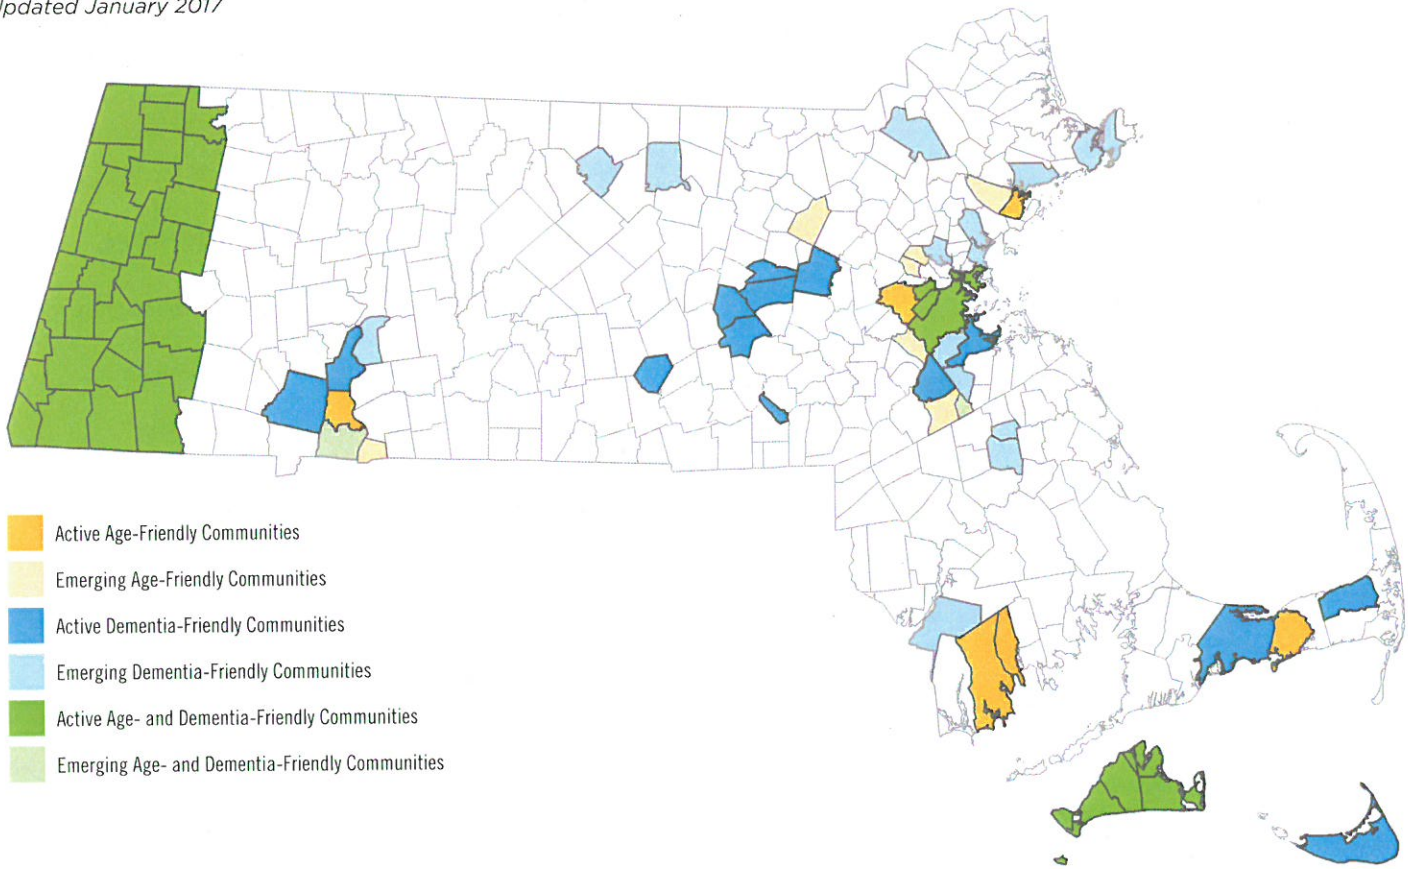 Updated January 2017
Active Age-Friendly Communities
Emerging Age-Friendly Communities
Active Dementia-Friendly Communities
Emerging Dementia-Friendly Communities
Active Age- and Dementia-Friendly Communities
Emerging Age- and Dementia-Friendly Communities